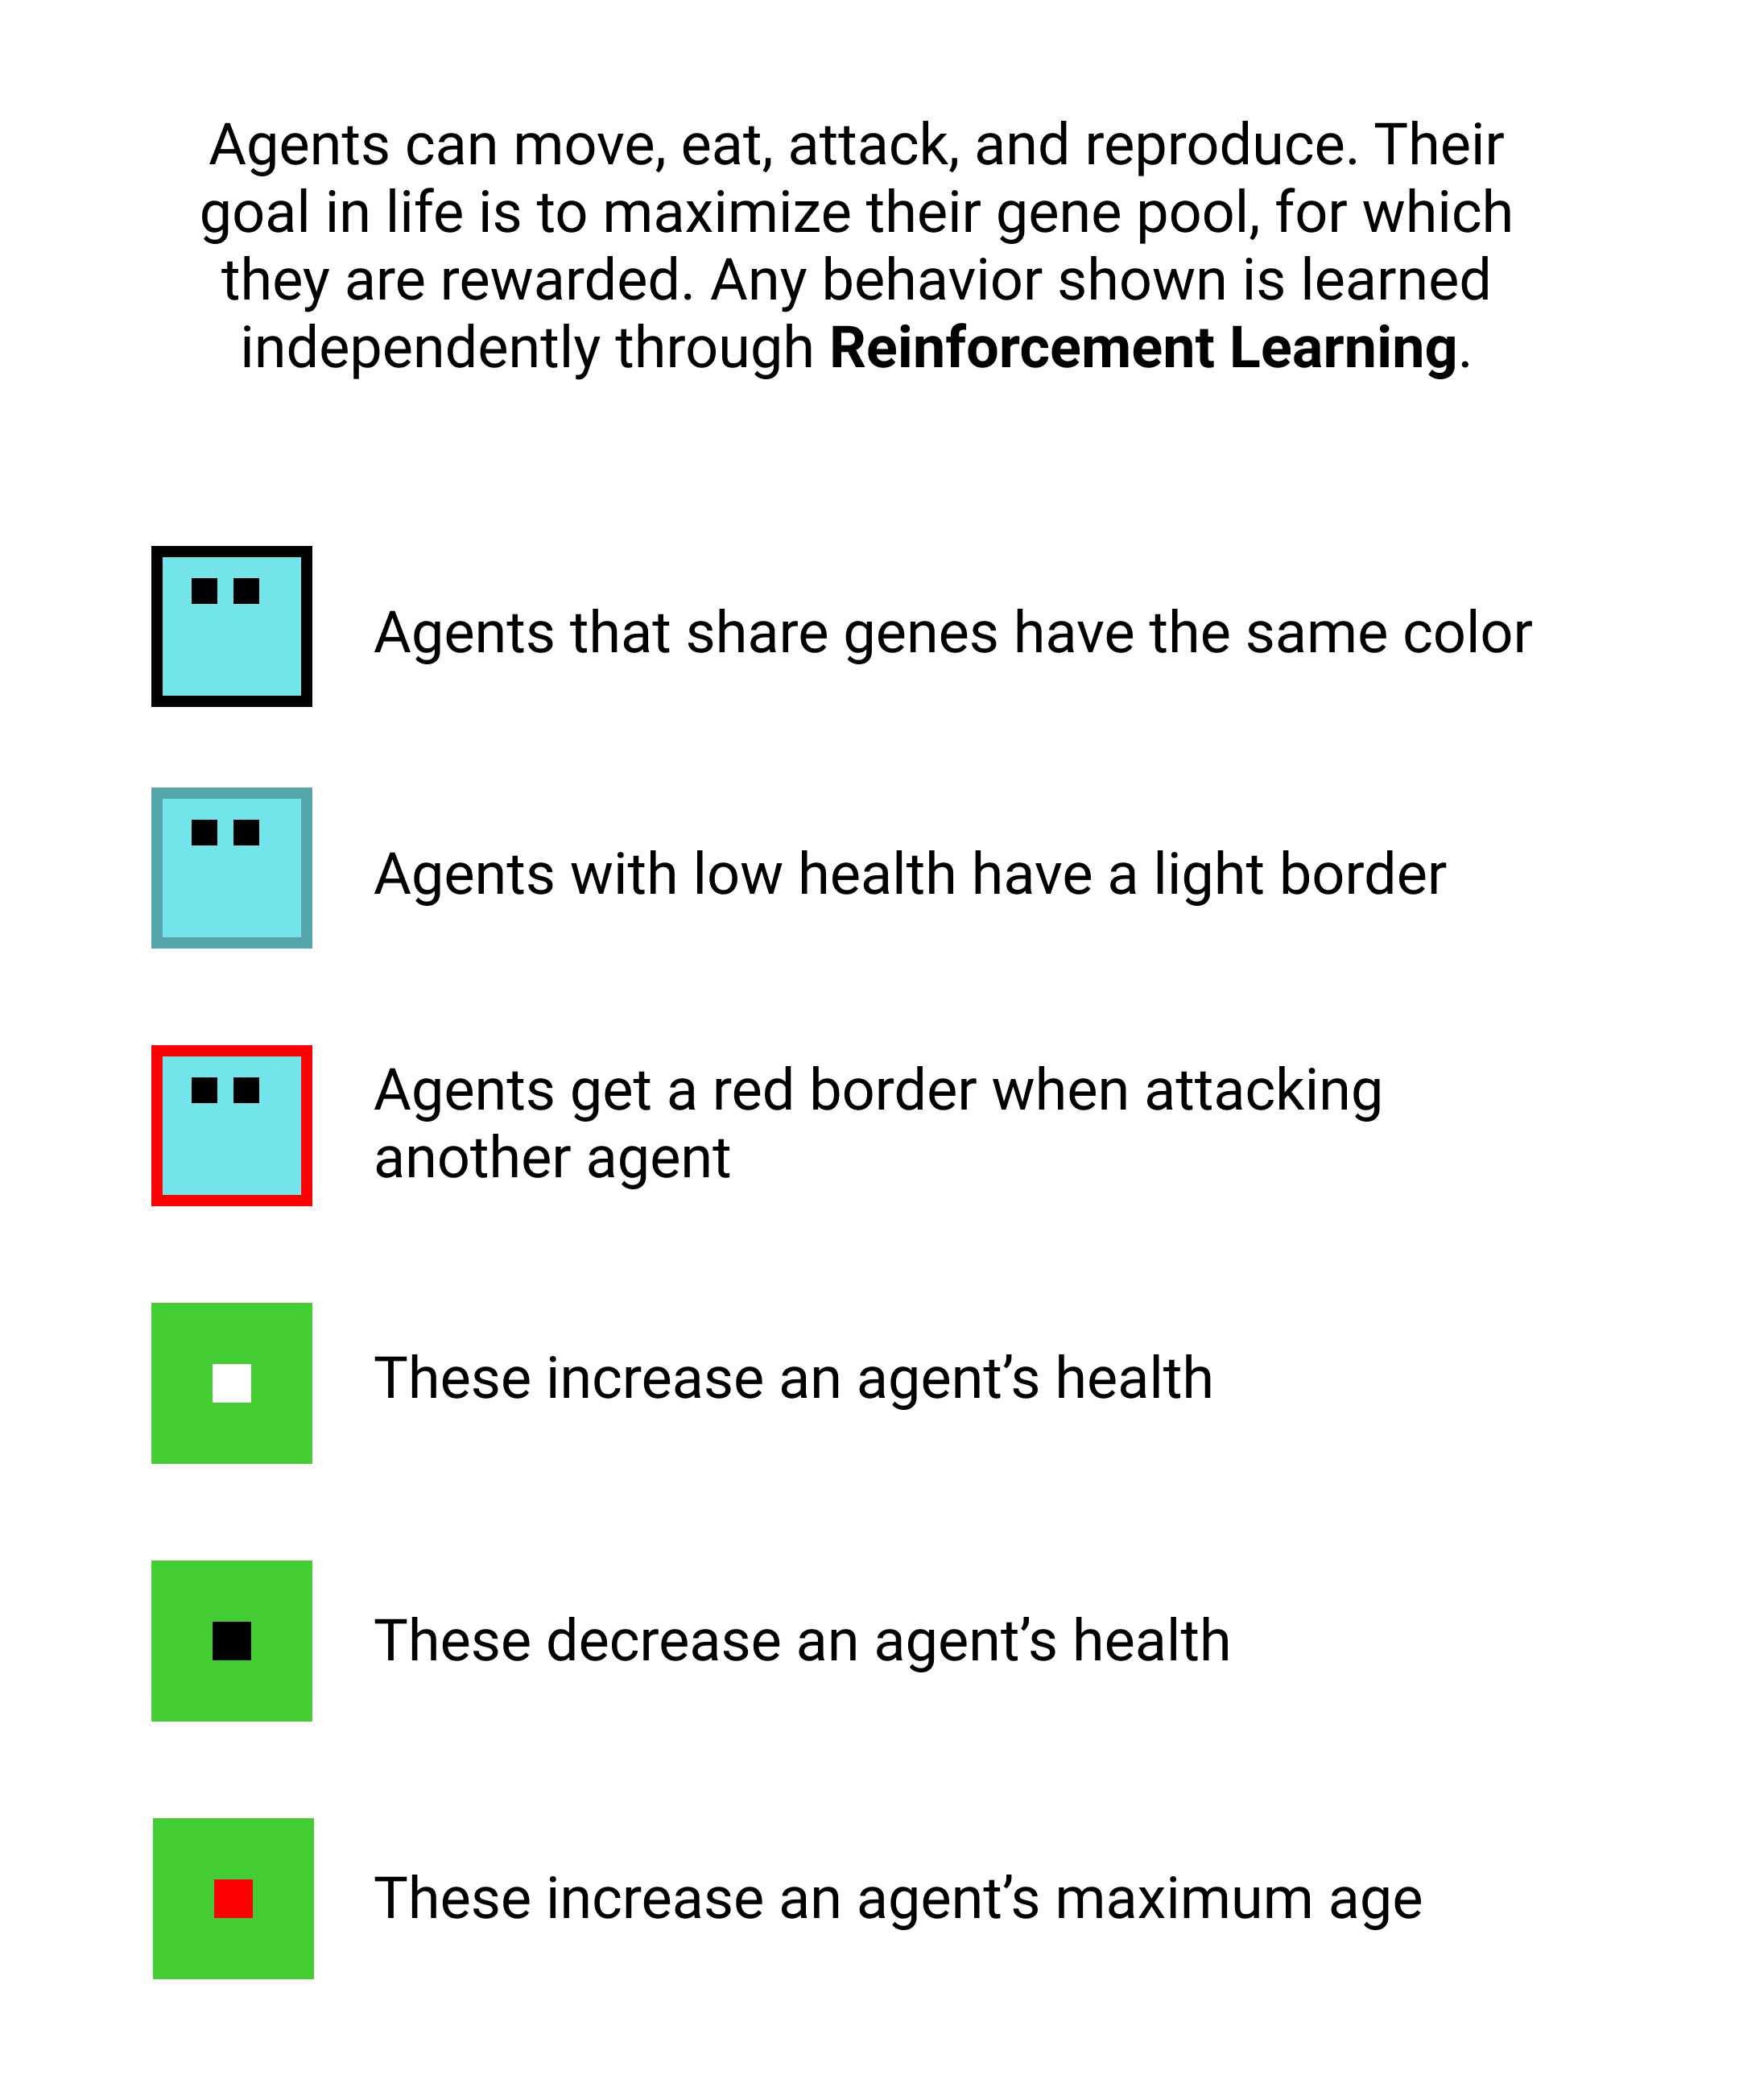 Agents can move, eat, attack, and reproduce. Their
goal in life is to maximize their gene pool, for which
they are rewarded. Any behavior shown is learned
independently through Reinforcement Learning.
Agents that share genes have the same color
Agents with low health have a light border
Agents get a red border when attacking
another agent
These increase an agent’s health
These decrease an agent’s health
These increase an agent’s maximum age